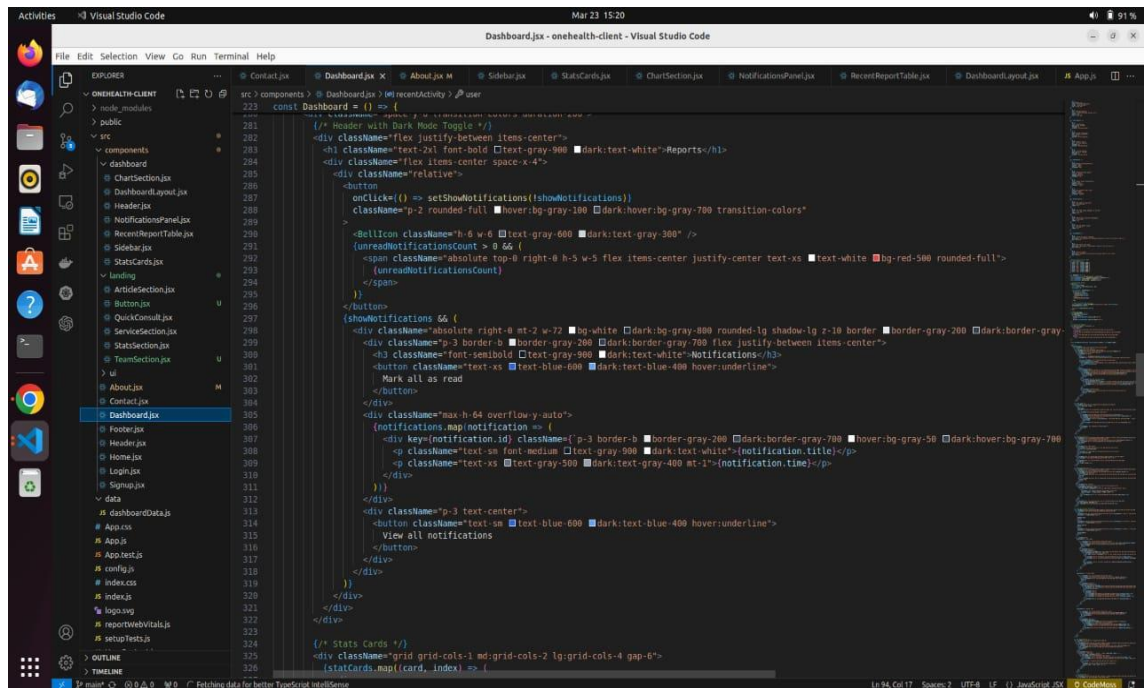 Activities
Visual Studio Code
Mar 23 15:20
91 %
Dashboard.jsx - onehealth-client - Visual Studio Code
File Edit Selection View Go Run Terminal Help
EXPLORER
ONEHEALTH-CLIENT
node_modules
public
src
components
dashboard
ChartSection.jsx
DashboardLayout.jsx
Header.jsx
NotificationsPanel.jsx
RecentReportTable.jsx
Sidebar.jsx
StatsCards.jsx
landing
ArticleSection.jsx
Button.jsx U
QuickConsult.jsx
ServiceSection.jsx
StatsSection.jsx
TeamSection.jsx U
ui
About.jsx M
Contact.jsx
Dashboard.jsx
Footer.jsx
Header.jsx
Home.jsx
Login.jsx
Signup.jsx
data
JS dashboardData.js
# App.css
JS App.js
JS App.test.js
JS config.js
# index.css
JS index.js
logo.svg
JS reportWebVitals.js
JS setupTests.js
OUTLINE
TIMELINE
Contact.jsx Dashboard.jsx About.jsx M Sidebar.jsx StatsCards.jsx ChartSection.jsx NotificationsPanel.jsx RecentReportTable.jsx DashboardLayout.jsx JS App.js
src > components > Dashboard.jsx > recentActivity > user
223 const Dashboard = () => {
281 {/* Header with Dark Mode Toggle */}
282 <div className="flex justify-between items-center">
283 <h1 className="text-2xl font-bold text-gray-900 dark:text-white">Reports</h1>
284 <div className="flex items-center space-x-4">
285 <div className="relative">
286 <button
287 onClick={() => setShowNotifications(!showNotifications)}
288 className="p-2 rounded-full hover:bg-gray-100 dark:hover:bg-gray-700 transition-colors"
289 >
290 <BellIcon className="h-6 w-6 text-gray-600 dark:text-gray-300" />
291 {unreadNotificationsCount > 0 && (
292 <span className="absolute top-0 right-0 h-5 w-5 flex items-center justify-center text-xs text-white bg-red-500 rounded-full">
293 {unreadNotificationsCount}
294 </span>
295 )}
296 </button>
297 {showNotifications && (
298 <div className="absolute right-0 mt-2 w-72 bg-white dark:bg-gray-800 rounded-lg shadow-lg z-10 border border-gray-200 dark:border-gray-
299 <div className="p-3 border-b border-gray-200 dark:border-gray-700 flex justify-between items-center">
300 <h3 className="font-semibold text-gray-900 dark:text-white">Notifications</h3>
301 <button className="text-xs text-blue-600 dark:text-blue-400 hover:underline">
302 Mark all as read
303 </button>
304 </div>
305 <div className="max-h-64 overflow-y-auto">
306 {notifications.map(notification => (
307 <div key={notification.id} className={`p-3 border-b border-gray-200 dark:border-gray-700 hover:bg-gray-50 dark:hover:bg-gray-700
308 <p className="text-sm font-medium text-gray-900 dark:text-white">{notification.title}</p>
309 <p className="text-xs text-gray-500 dark:text-gray-400 mt-1">{notification.time}</p>
310 </div>
311 ))}
312 </div>
313 <div className="p-3 text-center">
314 <button className="text-sm text-blue-600 dark:text-blue-400 hover:underline">
315 View all notifications
316 </button>
317 </div>
318 </div>
319 )}
320 </div>
321 </div>
322 </div>
323
324 {/* Stats Cards */}
325 <div className="grid grid-cols-1 md:grid-cols-2 lg:grid-cols-4 gap-6">
326 {statCards.map((card, index) => (
main* 0 0 0 Fetching data for better TypeScript IntelliSense
Ln 94, Col 17 Spaces: 2 UTF-8 LF {} JavaScript JSX CodeMoss